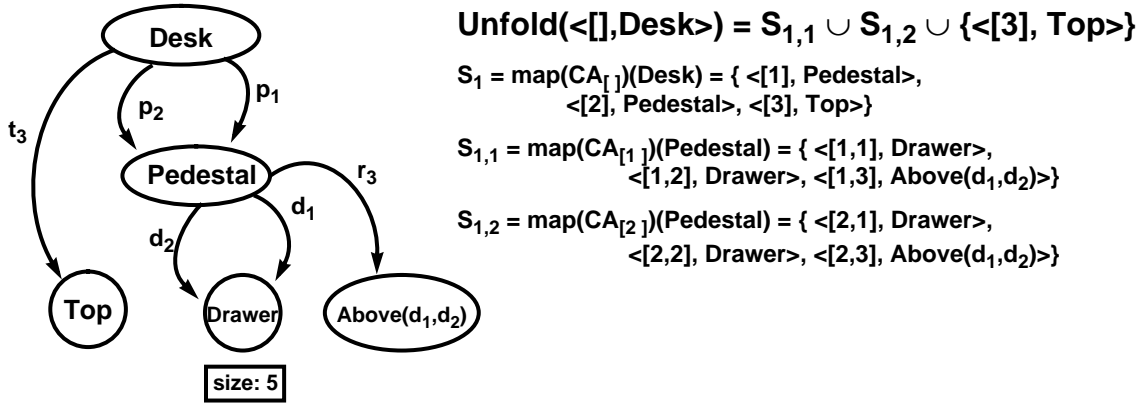 Desk
t3
p2
p1
Pedestal
r3
d2
d1
Top
Drawer
Above(d1,d2)
size: 5
Unfold(<[],Desk>) = S1,1 ∪ S1,2 ∪ {<[3], Top>}
S1 = map(CA[ ])(Desk) = { <[1], Pedestal>,
<[2], Pedestal>, <[3], Top>}
S1,1 = map(CA[1 ])(Pedestal) = { <[1,1], Drawer>,
<[1,2], Drawer>, <[1,3], Above(d1,d2)>}
S1,2 = map(CA[2 ])(Pedestal) = { <[2,1], Drawer>,
<[2,2], Drawer>, <[2,3], Above(d1,d2)>}